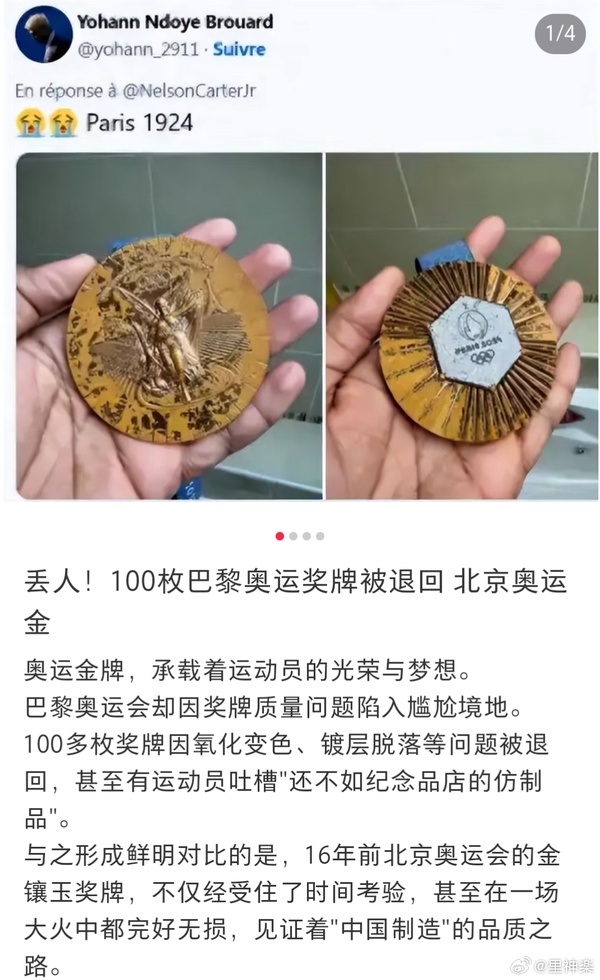 Yohann Ndoye Brouard
@yohann_2911 · Suivre
1/4
En réponse à @NelsonCarterJr
😭😭 Paris 1924
PARIS 2024
丢人！100枚巴黎奥运奖牌被退回 北京奥运
金
奥运金牌，承载着运动员的光荣与梦想。
巴黎奥运会却因奖牌质量问题陷入尴尬境地。
100多枚奖牌因氧化变色、镀层脱落等问题被退
回，甚至有运动员吐槽"还不如纪念品店的仿制
品"。
与之形成鲜明对比的是，16年前北京奥运会的金
镶玉奖牌，不仅经受住了时间考验，甚至在一场
大火中都完好无损，见证着"中国制造"的品质之
路。
@里神楽